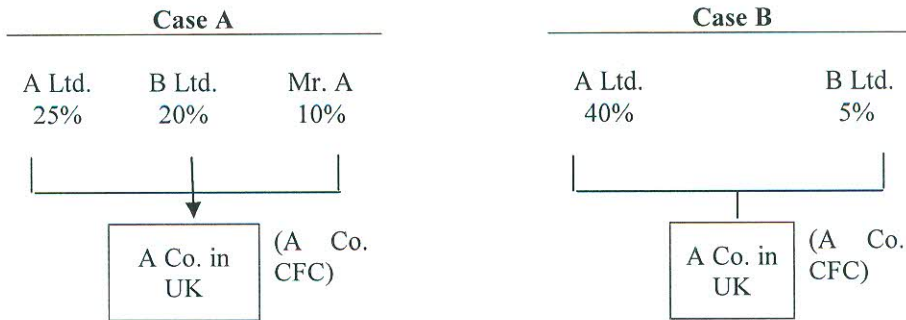 Case A
A Ltd. B Ltd. Mr. A
25% 20% 10%
A Co. in
UK
(A Co.
CFC)
Case B
A Ltd. B Ltd.
40% 5%
A Co. in
UK
(A Co.
CFC)